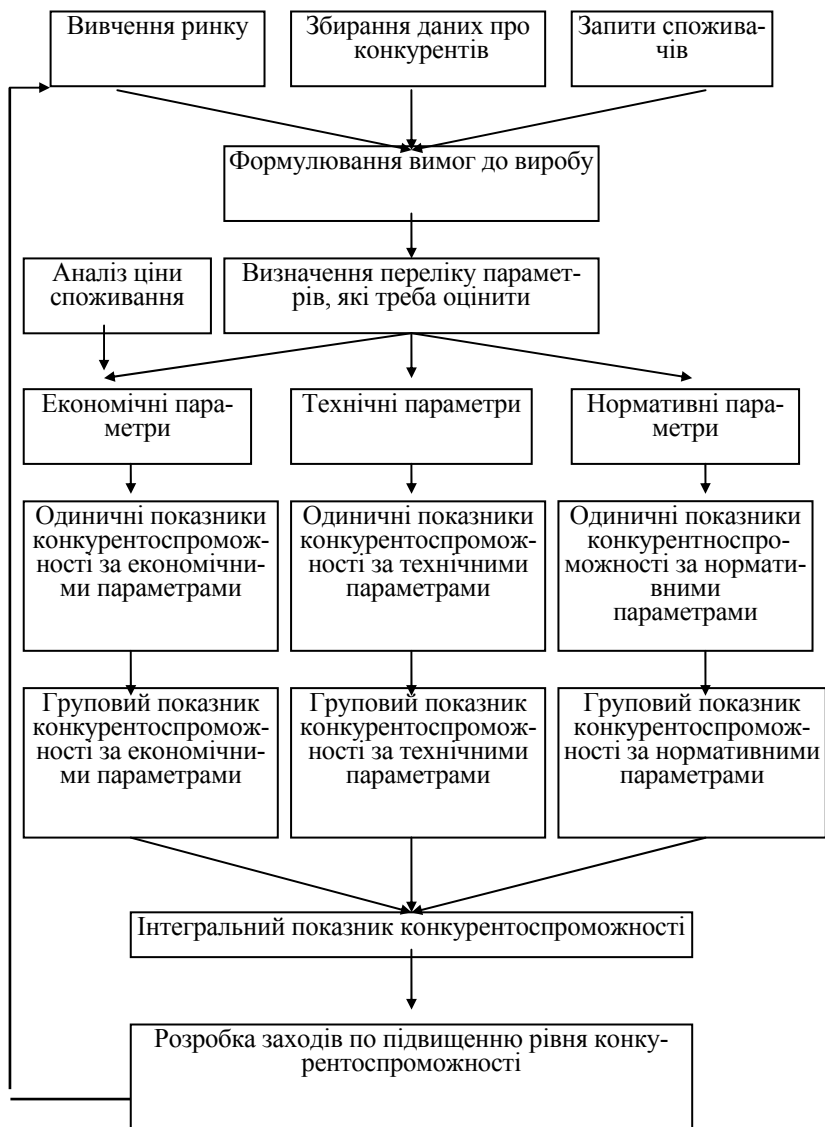 Вивчення ринку
Збирання даних про
конкурентів
Запити спожива-
чів
Формулювання вимог до виробу
Аналіз ціни
споживання
Визначення переліку парамет-
рів, які треба оцінити
Економічні пара-
метри
Технічні параметри
Нормативні пара-
метри
Одиничні показники
конкурентоспромож-
ності за економічни-
ми параметрами
Одиничні показники
конкурентоспромож-
ності за технічними
параметрами
Одиничні показники
конкурентноспро-
можності за нормати-
вними
параметрами
Груповий показник
конкурентоспромож-
ності за економічни-
ми параметрами
Груповий показник
конкурентоспромож-
ності за технічними
параметрами
Груповий показник
конкурентоспромож-
ності за нормативними
параметрами
Інтегральний показник конкурентоспроможності
Розробка заходів по підвищенню рівня конку-
рентоспроможності